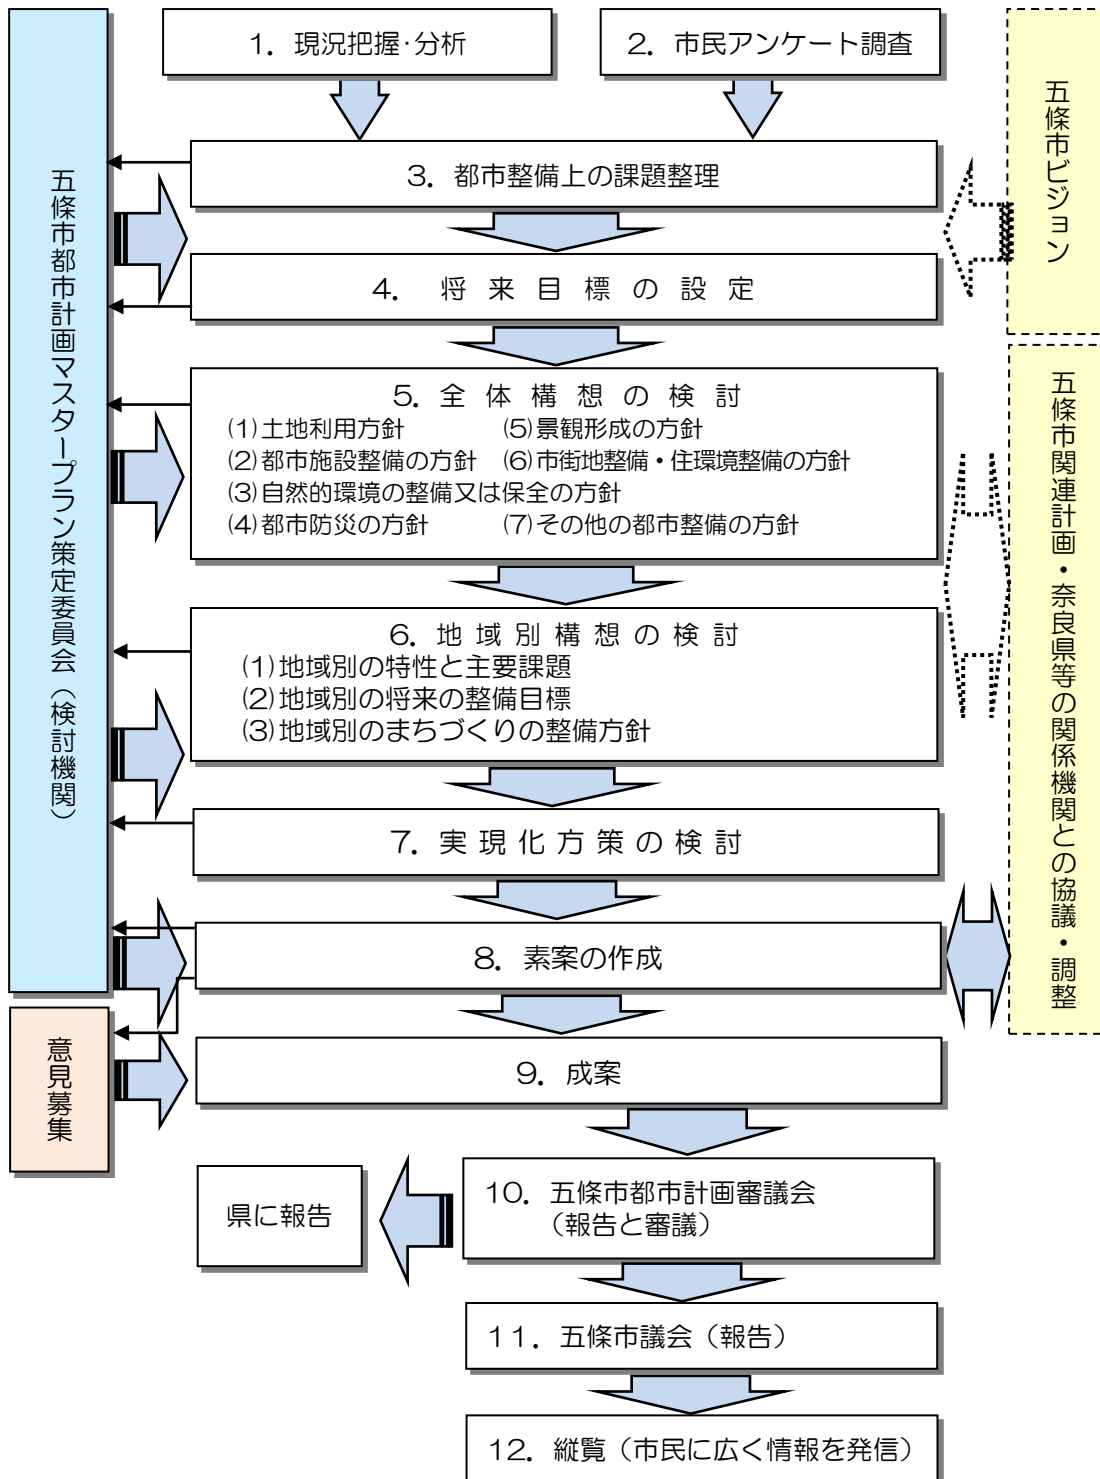 1．現況把握･分析
2．市民アンケート調査
五條市都市計画マスタープラン策定委員会（検討機関）
五條市ビジョン
3．都市整備上の課題整理
4．将来目標の設定
五條市関連計画・奈良県等の関係機関との協議・調整
5．全体構想の検討
(1)土地利用方針
(5)景観形成の方針
(2)都市施設整備の方針
(6)市街地整備・住環境整備の方針
(3)自然的環境の整備又は保全の方針
(4)都市防災の方針
(7)その他の都市整備の方針
6．地域別構想の検討
(1)地域別の特性と主要課題
(2)地域別の将来の整備目標
(3)地域別のまちづくりの整備方針
7．実現化方策の検討
8．素案の作成
意見募集
9．成案
県に報告
10．五條市都市計画審議会
（報告と審議）
11．五條市議会（報告）
12．縦覧（市民に広く情報を発信）